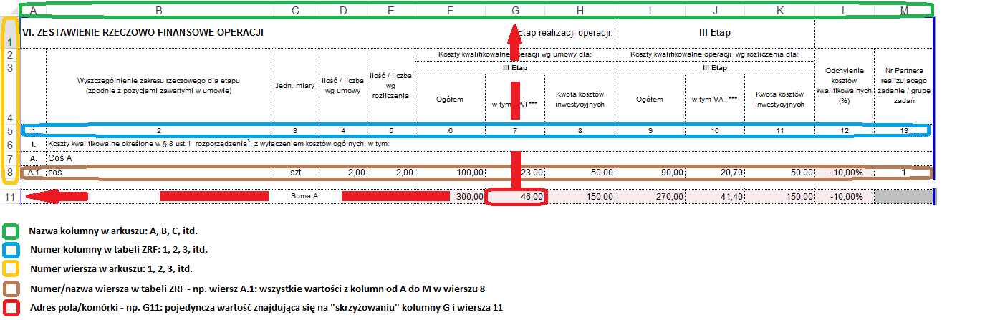 A B C D E F G H I J K L M
1 VI. ZESTAWIENIE RZECZOWO-FINANSOWE OPERACJI Etap realizacji operacji: III Etap
2 Koszty kwalifikowalne operacji wg umowy dla: Koszty kwalifikowalne operacji wg rozliczenia dla:
3 III Etap III Etap
Wyszczególnienie zakresu rzeczowego dla etapu
(zgodnie z pozycjami zawartymi w umowie)
Jedn. miary
Ilość / liczba
wg umowy
Ilość / liczba
wg
rozliczenia
Ogółem
w tym VAT***
Kwota kosztów
inwestycyjnych
Ogółem
w tym VAT***
Kwota kosztów
inwestycyjnych
Odchylenie
kosztów
kwalifikowalnych
(%)
Nr Partnera
realizującego
zadanie / grupę
zadań
4
5 1 2 3 4 5 6 7 8 9 10 11 12 13
6 I. Koszty kwalifikowalne określone w § 8 ust.1 rozporządzenia³, z wyłączeniem kosztów ogólnych, w tym:
7 A. Coś A
8 A.1 coś szt 2,00 2,00 100,00 23,00 50,00 90,00 20,70 50,00 -10,00% 1
11 Suma A. 300,00 46,00 150,00 270,00 41,40 150,00 -10,00%
Nazwa kolumny w arkuszu: A, B, C, itd.
Numer kolumny w tabeli ZRF: 1, 2, 3, itd.
Numer wiersza w arkuszu: 1, 2, 3, itd.
Numer/nazwa wiersza w tabeli ZRF - np. wiersz A.1: wszystkie wartości z kolumn od A do M w wierszu 8
Adres pola/komórki - np. G11: pojedyncza wartość znajdująca się na "skrzyżowaniu" kolumny G i wiersza 11